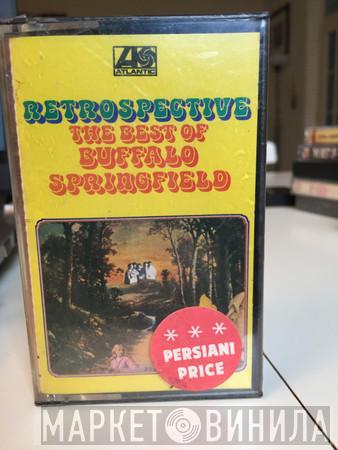 ATLANTIC
RETROSPECTIVE
THE BEST OF
BUFFALO
SPRINGFIELD
* * *
PERSIANI
PRICE
МАРКЕТ ВИНИЛА